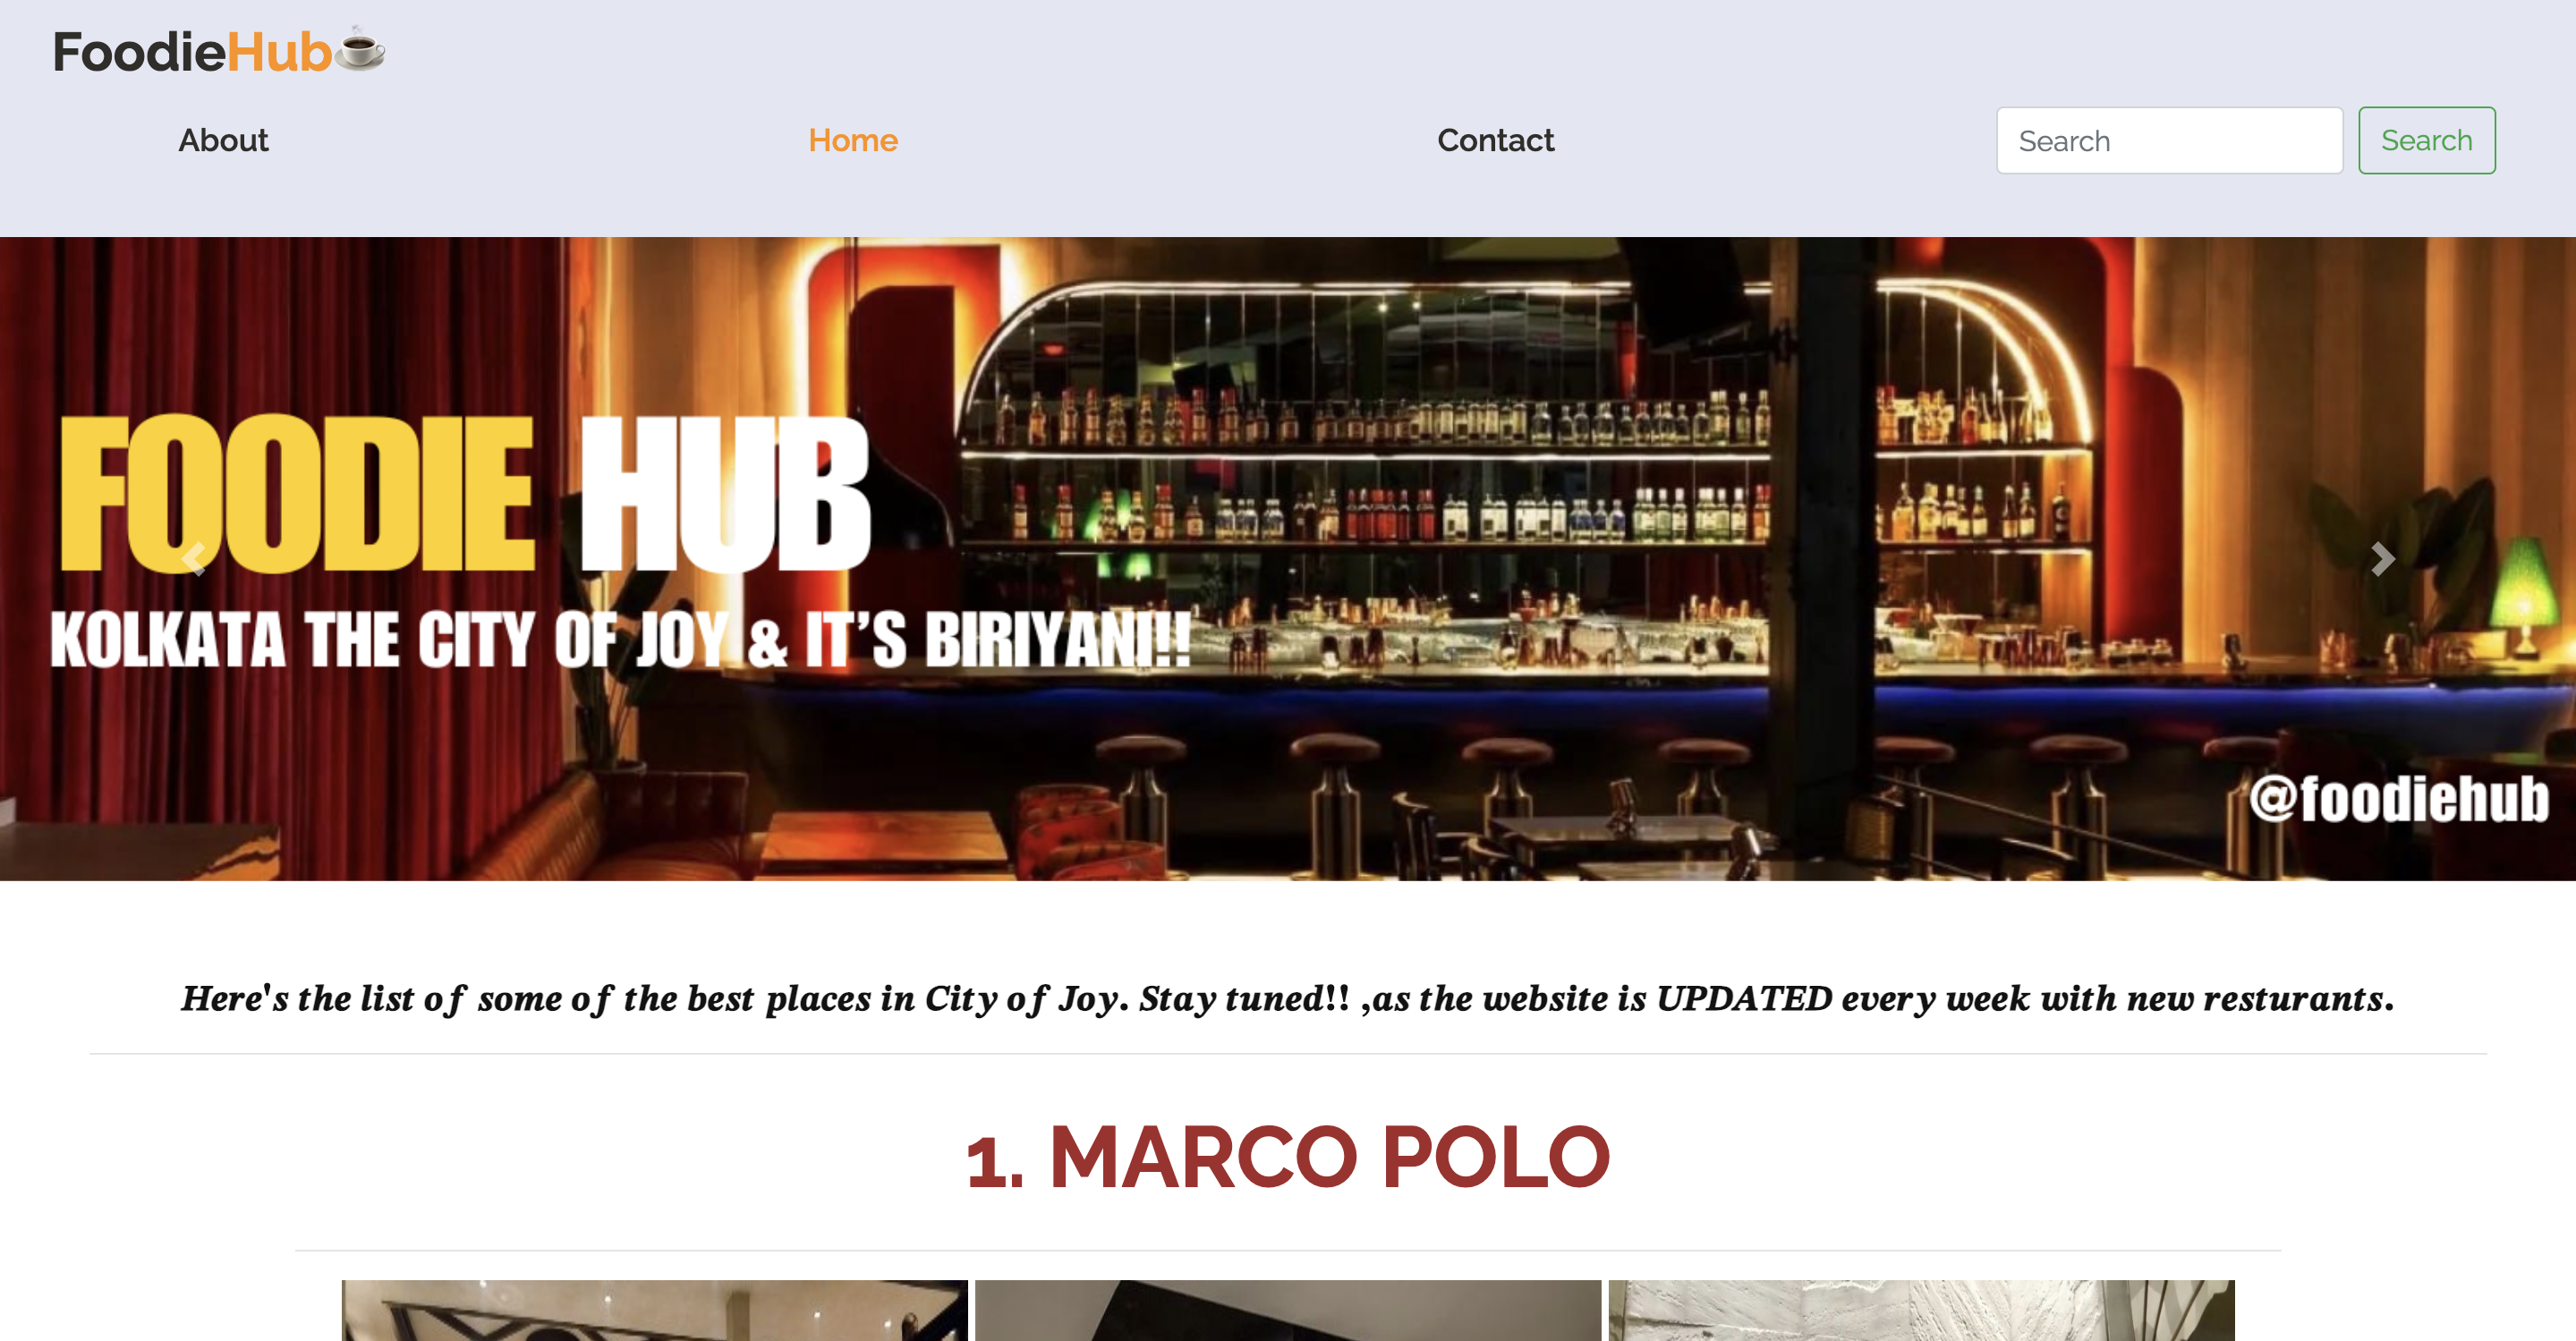 FoodieHub
About Home Contact Search Search
FOODIE HUB
KOLKATA THE CITY OF JOY & IT'S BIRIYANI!!
@foodiehub
Here's the list of some of the best places in City of Joy. Stay tuned!! ,as the website is UPDATED every week with new resturants.
1. MARCO POLO